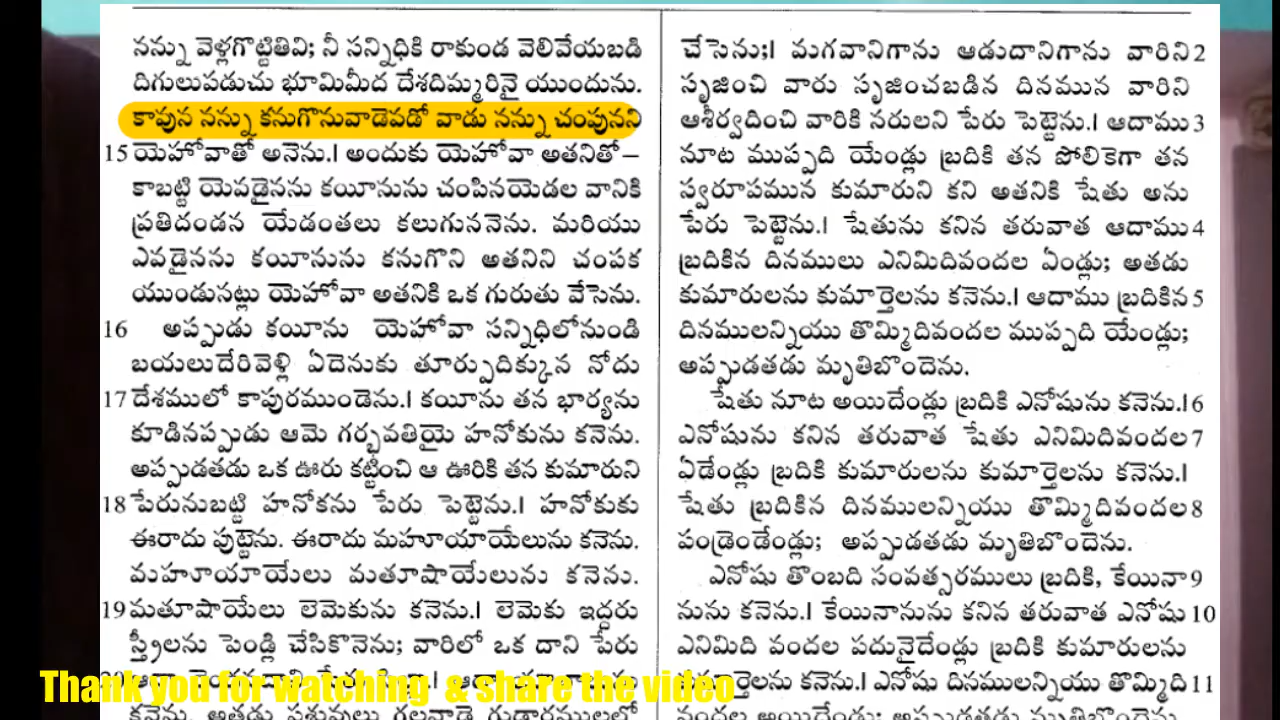 నన్ను వెళ్లగొట్టితివి; నీ సన్నిధికి రాకుండ వెలివేయబడి
దిగులుపడుచు భూమిమీద దేశదిమ్మరినై యుందును.
కావున నన్ను కనుగొనువాడెవడో వాడు నన్ను చంపునని
15 యెహోవాతో అనెను.। అందుకు యెహోవా అతనితో–
కాబట్టి యెవడైనను కయీనును చంపినయెడల వానికి
ప్రతిదండన యేడంతలు కలుగుననెను. మరియు
ఎవడైనను కయీనును కనుగొని అతనిని చంపక
యుండునట్లు యెహోవా అతనికి ఒక గురుతు వేసెను.
16 అప్పుడు కయీను యెహోవా సన్నిధిలోనుండి
బయలుదేరివెళ్లి ఏదెనుకు తూర్పుదిక్కున నోదు
17 దేశములో కాపురముండెను.। కయీను తన భార్యను
కూడినప్పుడు ఆమె గర్భవతియై హనోకును కనెను.
అప్పుడతడు ఒక ఊరు కట్టించి ఆ ఊరికి తన కుమారుని
18 పేరునుబట్టి హనోకను పేరు పెట్టెను.। హనోకుకు
ఈరాదు పుట్టెను. ఈరాదు మహూయాయేలును కనెను.
మహూయాయేలు మతూషాయేలును కనెను.
19 మతూషాయేలు లెమెకును కనెను.। లెమెకు ఇద్దరు
స్త్రీలను పెండ్లి చేసికొనెను; వారిలో ఒక దాని పేరు
చేసెను;। మగవానిగాను ఆడుదానిగాను వారిని 2
సృజించి వారు సృజించబడిన దినమున వారిని
ఆశీర్వదించి వారికి నరులని పేరు పెట్టెను.। ఆదాము 3
నూట ముప్పది యేండ్లు బ్రదికి తన పోలికెగా తన
స్వరూపమున కుమారుని కని అతనికి షేతు అను
పేరు పెట్టెను.। షేతును కనిన తరువాత ఆదాము 4
బ్రదికిన దినములు ఎనిమిదివందల ఏండ్లు; అతడు
కుమారులను కుమార్తెలను కనెను.। ఆదాము బ్రదికిన 5
దినములన్నియు తొమ్మిదివందల ముప్పది యేండ్లు;
అప్పుడతడు మృతిబొందెను.
షేతు నూట అయిదేండ్లు బ్రదికి ఎనోషును కనెను.। 6
ఎనోషును కనిన తరువాత షేతు ఎనిమిదివందల 7
ఏడేండ్లు బ్రదికి కుమారులను కుమార్తెలను కనెను.।
షేతు బ్రదికిన దినములన్నియు తొమ్మిదివందల 8
పండ్రెండేండ్లు; అప్పుడతడు మృతిబొందెను.
ఎనోషు తొంబది సంవత్సరములు బ్రదికి, కేయినా 9
నును కనెను.। కేయినానును కనిన తరువాత ఎనోషు 10
ఎనిమిది వందల పదునైదేండ్లు బ్రదికి కుమారులను
కనెను.। ఎనోషు దినములన్నియు తొమ్మిది 11
Thank you for watching & share the video